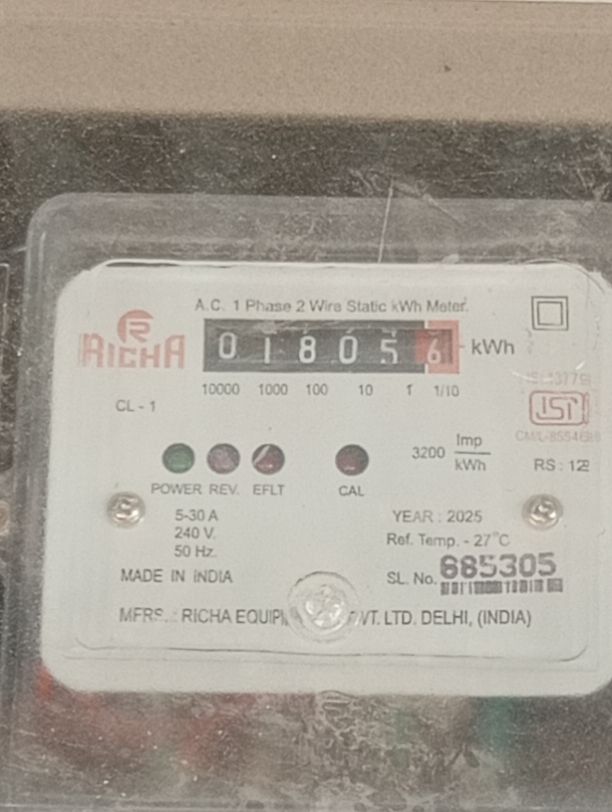 A.C. 1 Phase 2 Wire Static kWh Meter.
R
RICHA
0 1 8 0 5 6 kWh
10000 1000 100 10 1 1/10
CL - 1
ISI
3200 Imp/kWh
RS : 12
POWER REV. EFLT CAL
5-30 A
240 V.
50 Hz.
YEAR : 2025
Ref. Temp. - 27°C
MADE IN INDIA
SL. No. 685305
MFRS. : RICHA PVT. LTD. DELHI, (INDIA)